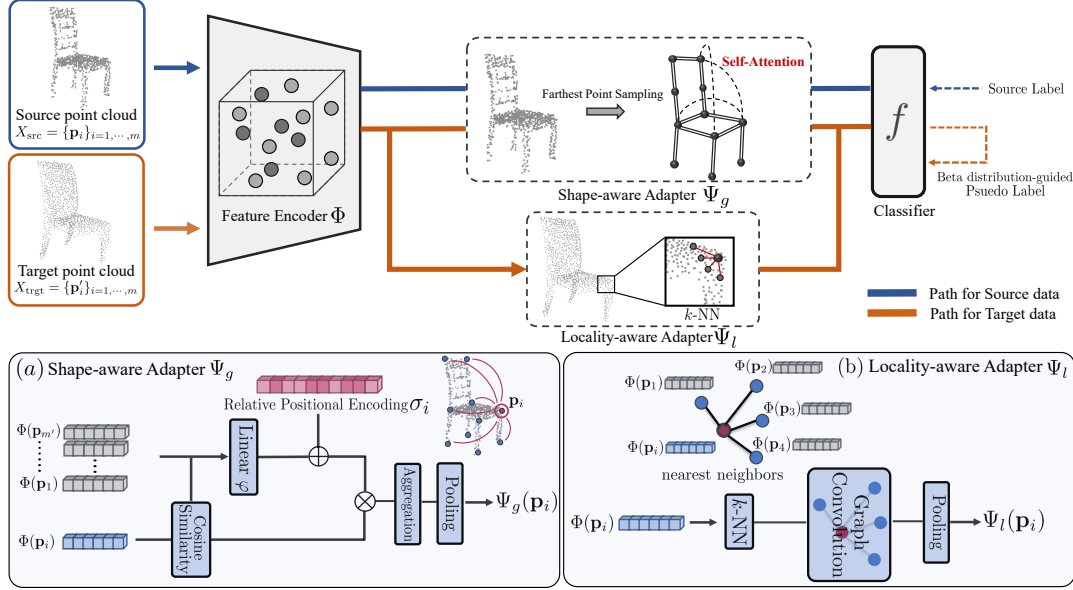 Source point cloud
X_src = {p_i}_{i=1,⋯,m}
Target point cloud
X_trgt = {p'_i}_{i=1,⋯,m}
Feature Encoder Φ
Farthest Point Sampling
Self-Attention
Shape-aware Adapter Ψ_g
k-NN
Locality-aware Adapter Ψ_l
f
Classifier
Source Label
Beta distribution-guided
Psuedo Label
Path for Source data
Path for Target data
(a) Shape-aware Adapter Ψ_g
Relative Positional Encoding σ_i
p_i
Φ(p_{m'})
Φ(p_1)
Φ(p_i)
Linear φ
Cosine
Similarity
Aggregation
Pooling
Ψ_g(p_i)
(b) Locality-aware Adapter Ψ_l
Φ(p_1)
Φ(p_2)
Φ(p_3)
Φ(p_i)
Φ(p_4)
nearest neighbors
Φ(p_i)
k-NN
Graph
Convolution
Pooling
Ψ_l(p_i)